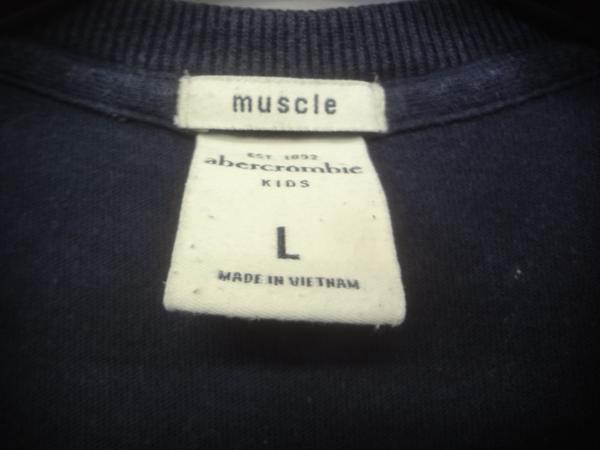 muscle
EST. 1892
abercrombie
KIDS
L
MADE IN VIETNAM